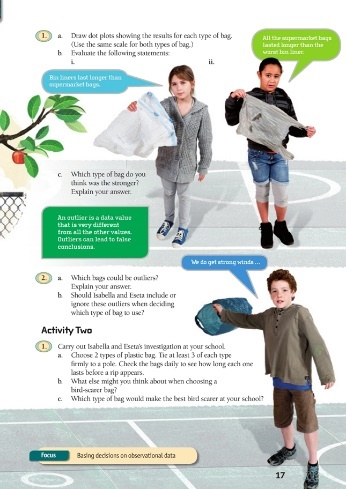 1. a. Draw dot plots showing the results for each type of bag.
(Use the same scale for both types of bag.)
b. Evaluate the following statements:
i. ii.
All the supermarket bags
lasted longer than the
worst bin liner.
Bin liners last longer than
supermarket bags.
c. Which type of bag do you
think was the stronger?
Explain your answer.
An outlier is a data value
that is very different
from all the other values.
Outliers can lead to false
conclusions.
We do get strong winds ...
2. a. Which bags could be outliers?
Explain your answer.
b. Should Isabella and Eseta include or
ignore these outliers when deciding
which type of bag to use?
Activity Two
1. Carry out Isabella and Eseta's investigation at your school.
a. Choose 2 types of plastic bag. Tie at least 3 of each type
firmly to a pole. Check the bags daily to see how long each one
lasts before a rip appears.
b. What else might you think about when choosing a
bird-scarer bag?
c. Which type of bag would make the best bird scarer at your school?
Focus Basing decisions on observational data
17